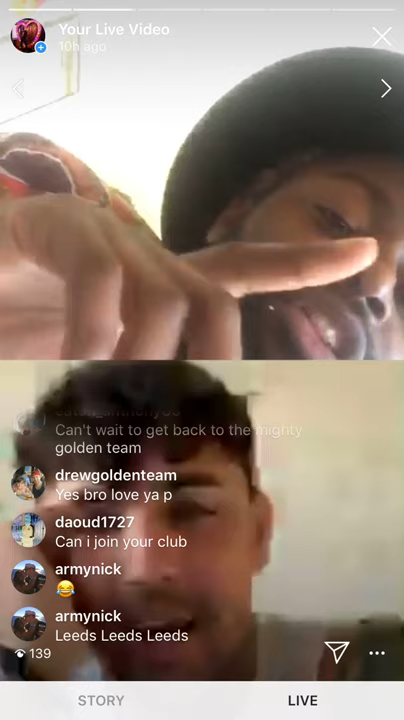 Your Live Video
10h ago
Can't wait to get back to the mighty
golden team
drewgoldenteam
Yes bro love ya p
daoud1727
Can i join your club
armynick
😂
armynick
Leeds Leeds Leeds
139
STORY
LIVE